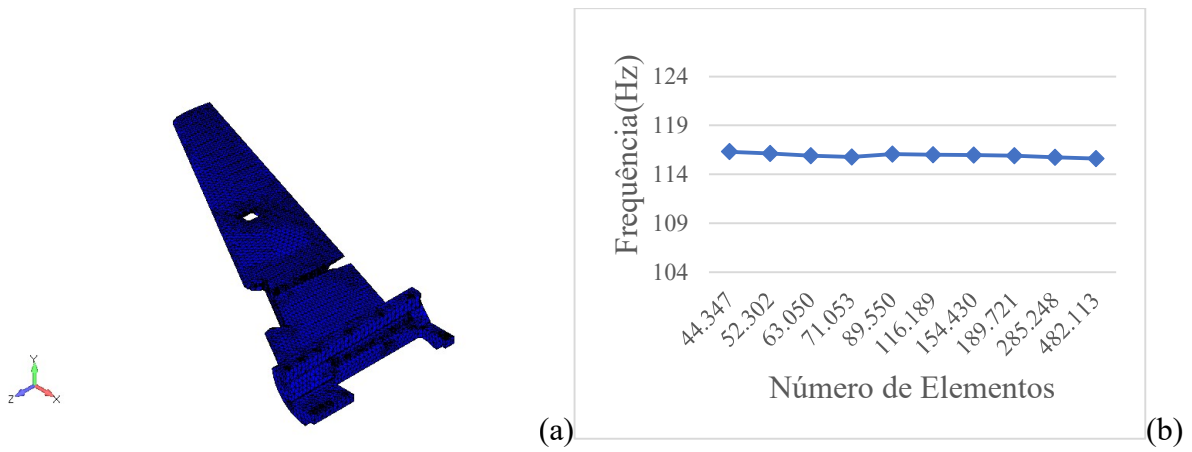 Y
Z
X
(a)
Frequência(Hz)
124
119
114
109
104
44.347
52.302
63.050
71.053
89.550
116.189
154.430
189.721
285.248
482.113
Número de Elementos
(b)